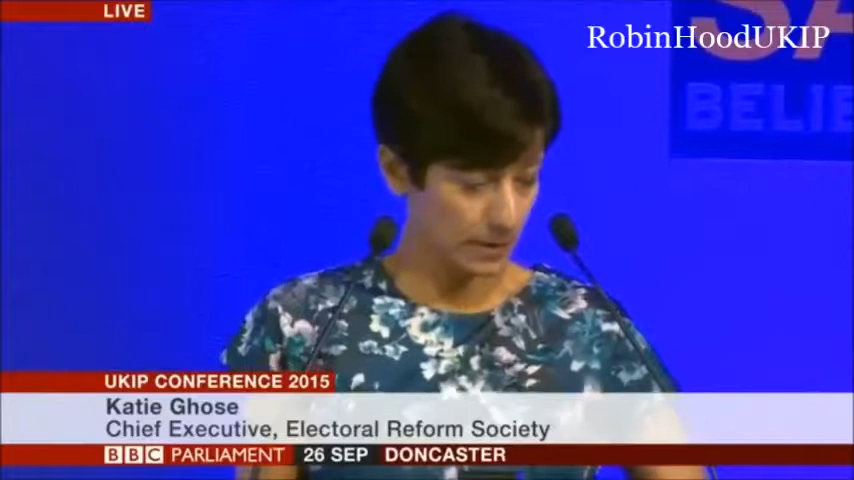 LIVE
RobinHoodUKIP
BELIE
UKIP CONFERENCE 2015
Katie Ghose
Chief Executive, Electoral Reform Society
BBC PARLIAMENT 26 SEP DONCASTER